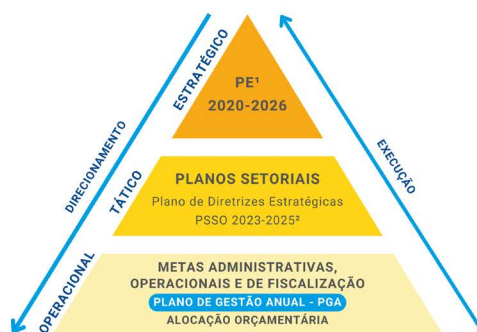 ESTRATÉGICO
PE¹
2020-2026
DIRECIONAMENTO
EXECUÇÃO
TÁTICO
PLANOS SETORIAIS
Plano de Diretrizes Estratégicas
PSSO 2023-2025²
OPERACIONAL
METAS ADMINISTRATIVAS,
OPERACIONAIS E DE FISCALIZAÇÃO
PLANO DE GESTÃO ANUAL - PGA
ALOCAÇÃO ORÇAMENTÁRIA